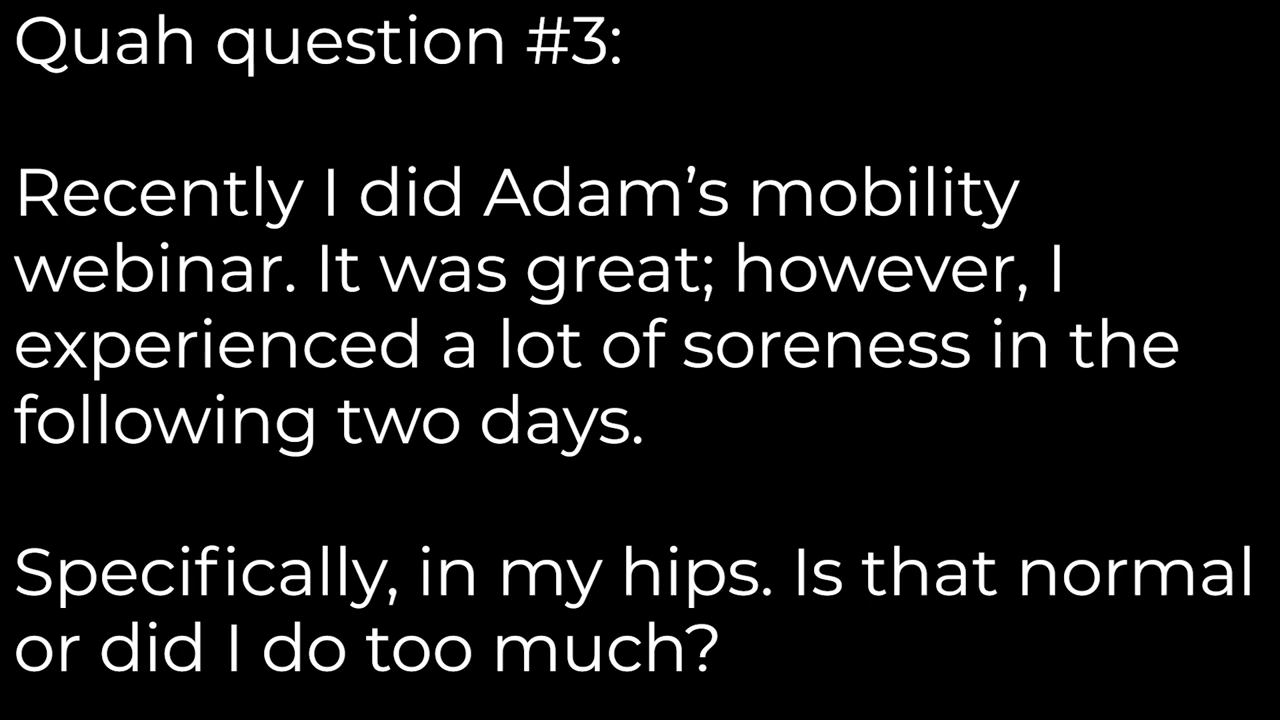 Quah question #3:
Recently I did Adam’s mobility
webinar. It was great; however, I
experienced a lot of soreness in the
following two days.
Specifically, in my hips. Is that normal
or did I do too much?